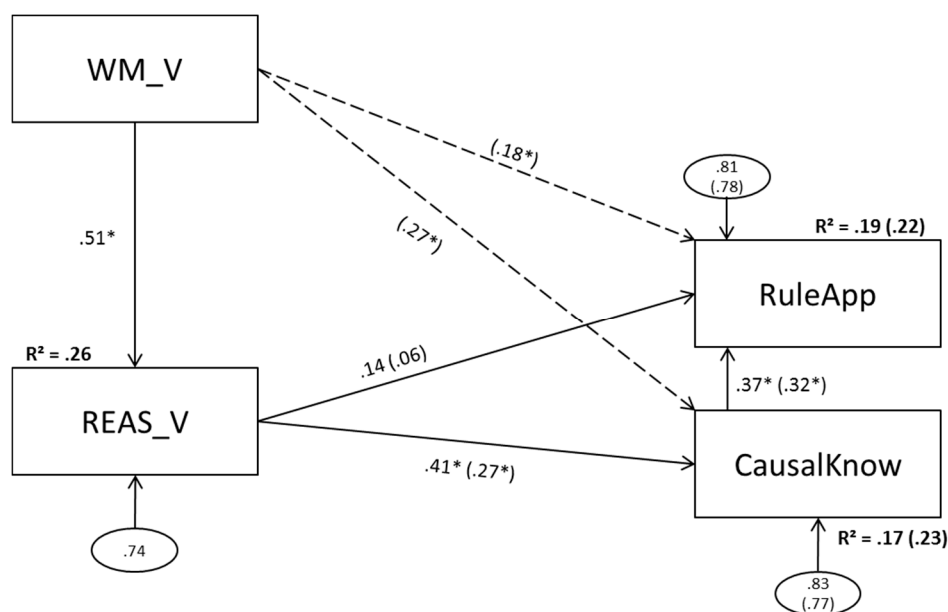 WM_V
(.18*)
.81
(.78)
(.27*)
.51*
R² = .19 (.22)
RuleApp
R² = .26
.14 (.06)
.37* (.32*)
REAS_V
.41* (.27*)
CausalKnow
.74
R² = .17 (.23)
.83
(.77)